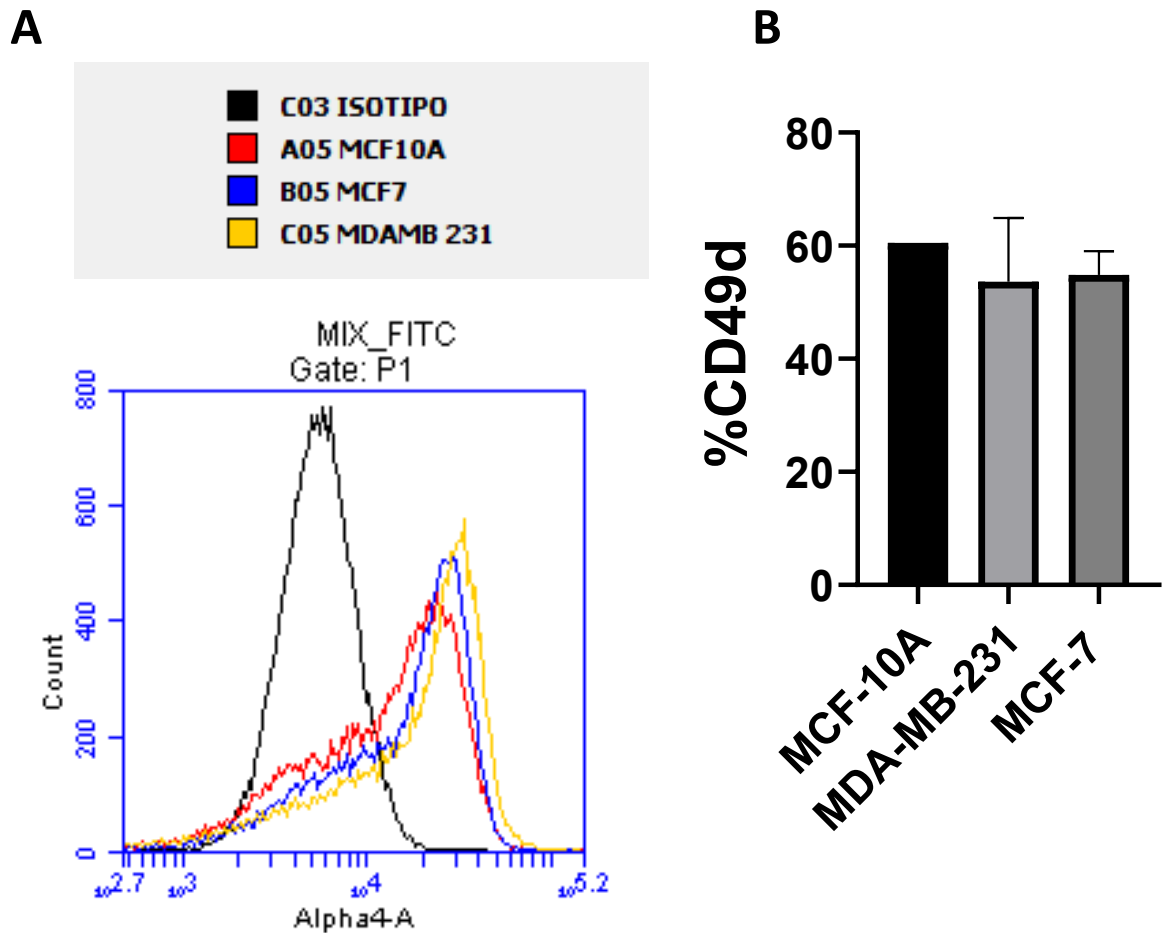 A
C03 ISOTIPO
A05 MCF10A
B05 MCF7
C05 MDAMB 231
MIX_FITC
Gate: P1
800
600
400
200
0
Count
10^2.7
10^3
10^4
10^5.2
Alpha4-A
B
80
60
40
20
0
%CD49d
MCF-10A
MDA-MB-231
MCF-7